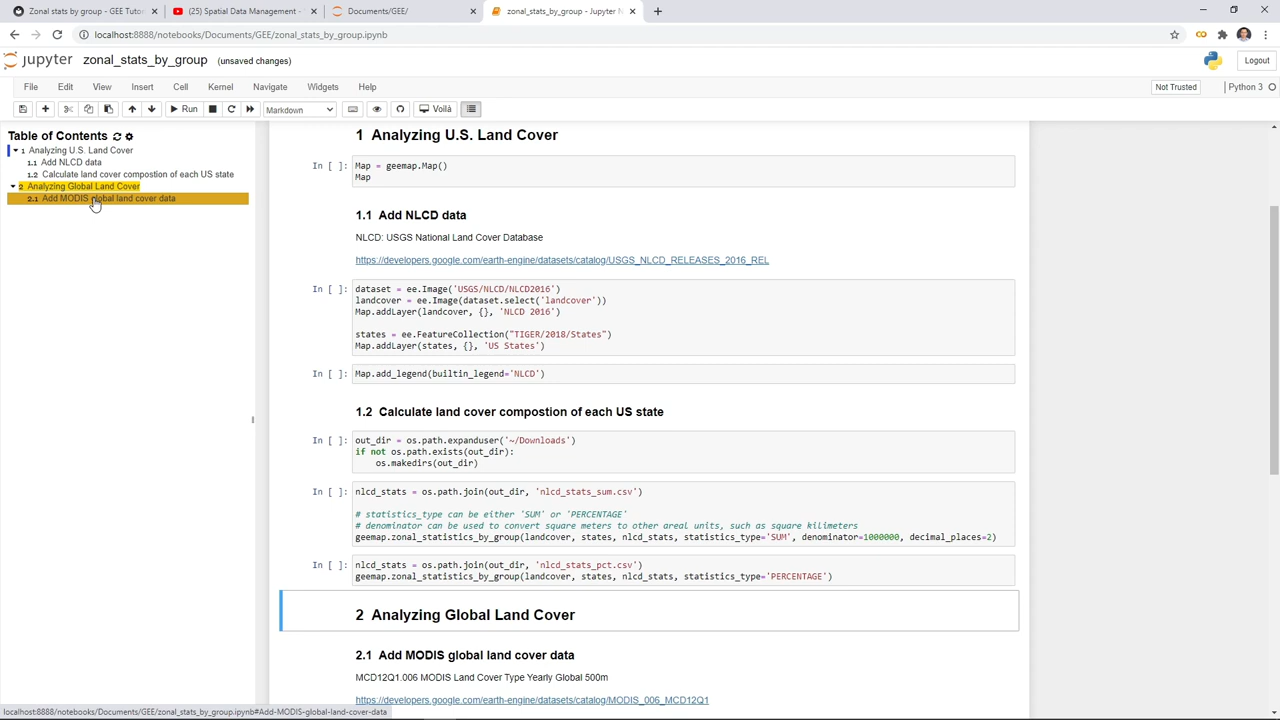 Zonal stats by group - GEE Tutor
(25) Spatial Data Management -
Documents/GEE/
zonal_stats_by_group - Jupyter N
localhost:8888/notebooks/Documents/GEE/zonal_stats_by_group.ipynb
jupyter zonal_stats_by_group (unsaved changes)
Logout
File Edit View Insert Cell Kernel Navigate Widgets Help
Not Trusted
Python 3
Run
Markdown
Voilà
Table of Contents
1 Analyzing U.S. Land Cover
1.1 Add NLCD data
1.2 Calculate land cover compostion of each US state
2 Analyzing Global Land Cover
2.1 Add MODIS global land cover data
1 Analyzing U.S. Land Cover
In [ ]: Map = geemap.Map()
Map
1.1 Add NLCD data
NLCD: USGS National Land Cover Database
https://developers.google.com/earth-engine/datasets/catalog/USGS_NLCD_RELEASES_2016_REL
In [ ]: dataset = ee.Image('USGS/NLCD/NLCD2016')
landcover = ee.Image(dataset.select('landcover'))
Map.addLayer(landcover, {}, 'NLCD 2016')
states = ee.FeatureCollection("TIGER/2018/States")
Map.addLayer(states, {}, 'US States')
In [ ]: Map.add_legend(builtin_legend='NLCD')
1.2 Calculate land cover compostion of each US state
In [ ]: out_dir = os.path.expanduser('~/Downloads')
if not os.path.exists(out_dir):
os.makedirs(out_dir)
In [ ]: nlcd_stats = os.path.join(out_dir, 'nlcd_stats_sum.csv')
# statistics_type can be either 'SUM' or 'PERCENTAGE'
# denominator can be used to convert square meters to other areal units, such as square kilimeters
geemap.zonal_statistics_by_group(landcover, states, nlcd_stats, statistics_type='SUM', denominator=1000000, decimal_places=2)
In [ ]: nlcd_stats = os.path.join(out_dir, 'nlcd_stats_pct.csv')
geemap.zonal_statistics_by_group(landcover, states, nlcd_stats, statistics_type='PERCENTAGE')
2 Analyzing Global Land Cover
2.1 Add MODIS global land cover data
MCD12Q1.006 MODIS Land Cover Type Yearly Global 500m
https://developers.google.com/earth-engine/datasets/catalog/MODIS_006_MCD12Q1
localhost:8888/notebooks/Documents/GEE/zonal_stats_by_group.ipynb#Add-MODIS-global-land-cover-data